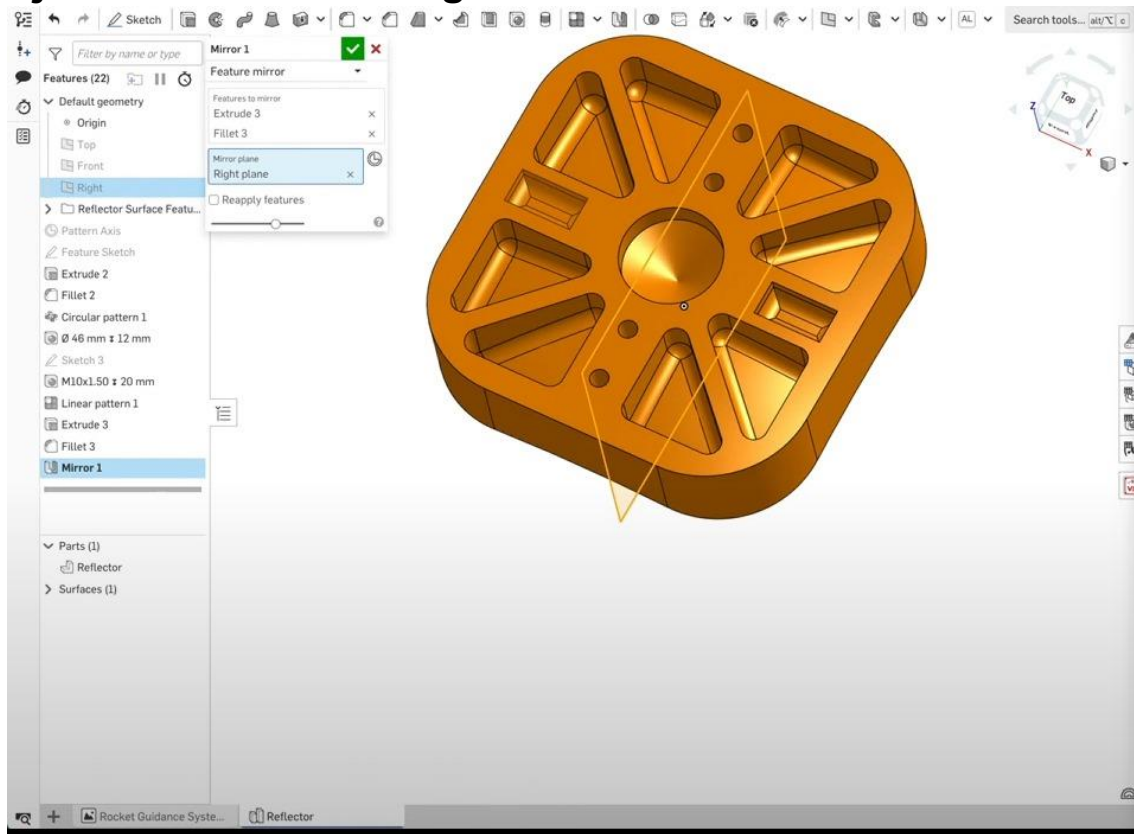 Sketch
AL
Search tools... alt/⌥ c
Filter by name or type
Features (22)
Default geometry
Origin
Top
Front
Right
Reflector Surface Featu...
Pattern Axis
Feature Sketch
Extrude 2
Fillet 2
Circular pattern 1
Ø 46 mm ↧ 12 mm
Sketch 3
M10x1.50 ↧ 20 mm
Linear pattern 1
Extrude 3
Fillet 3
Mirror 1
Parts (1)
Reflector
Surfaces (1)
Mirror 1
Feature mirror
Features to mirror
Extrude 3
Fillet 3
Mirror plane
Right plane
Reapply features
Top
Z
X
Rocket Guidance Syste...
Reflector